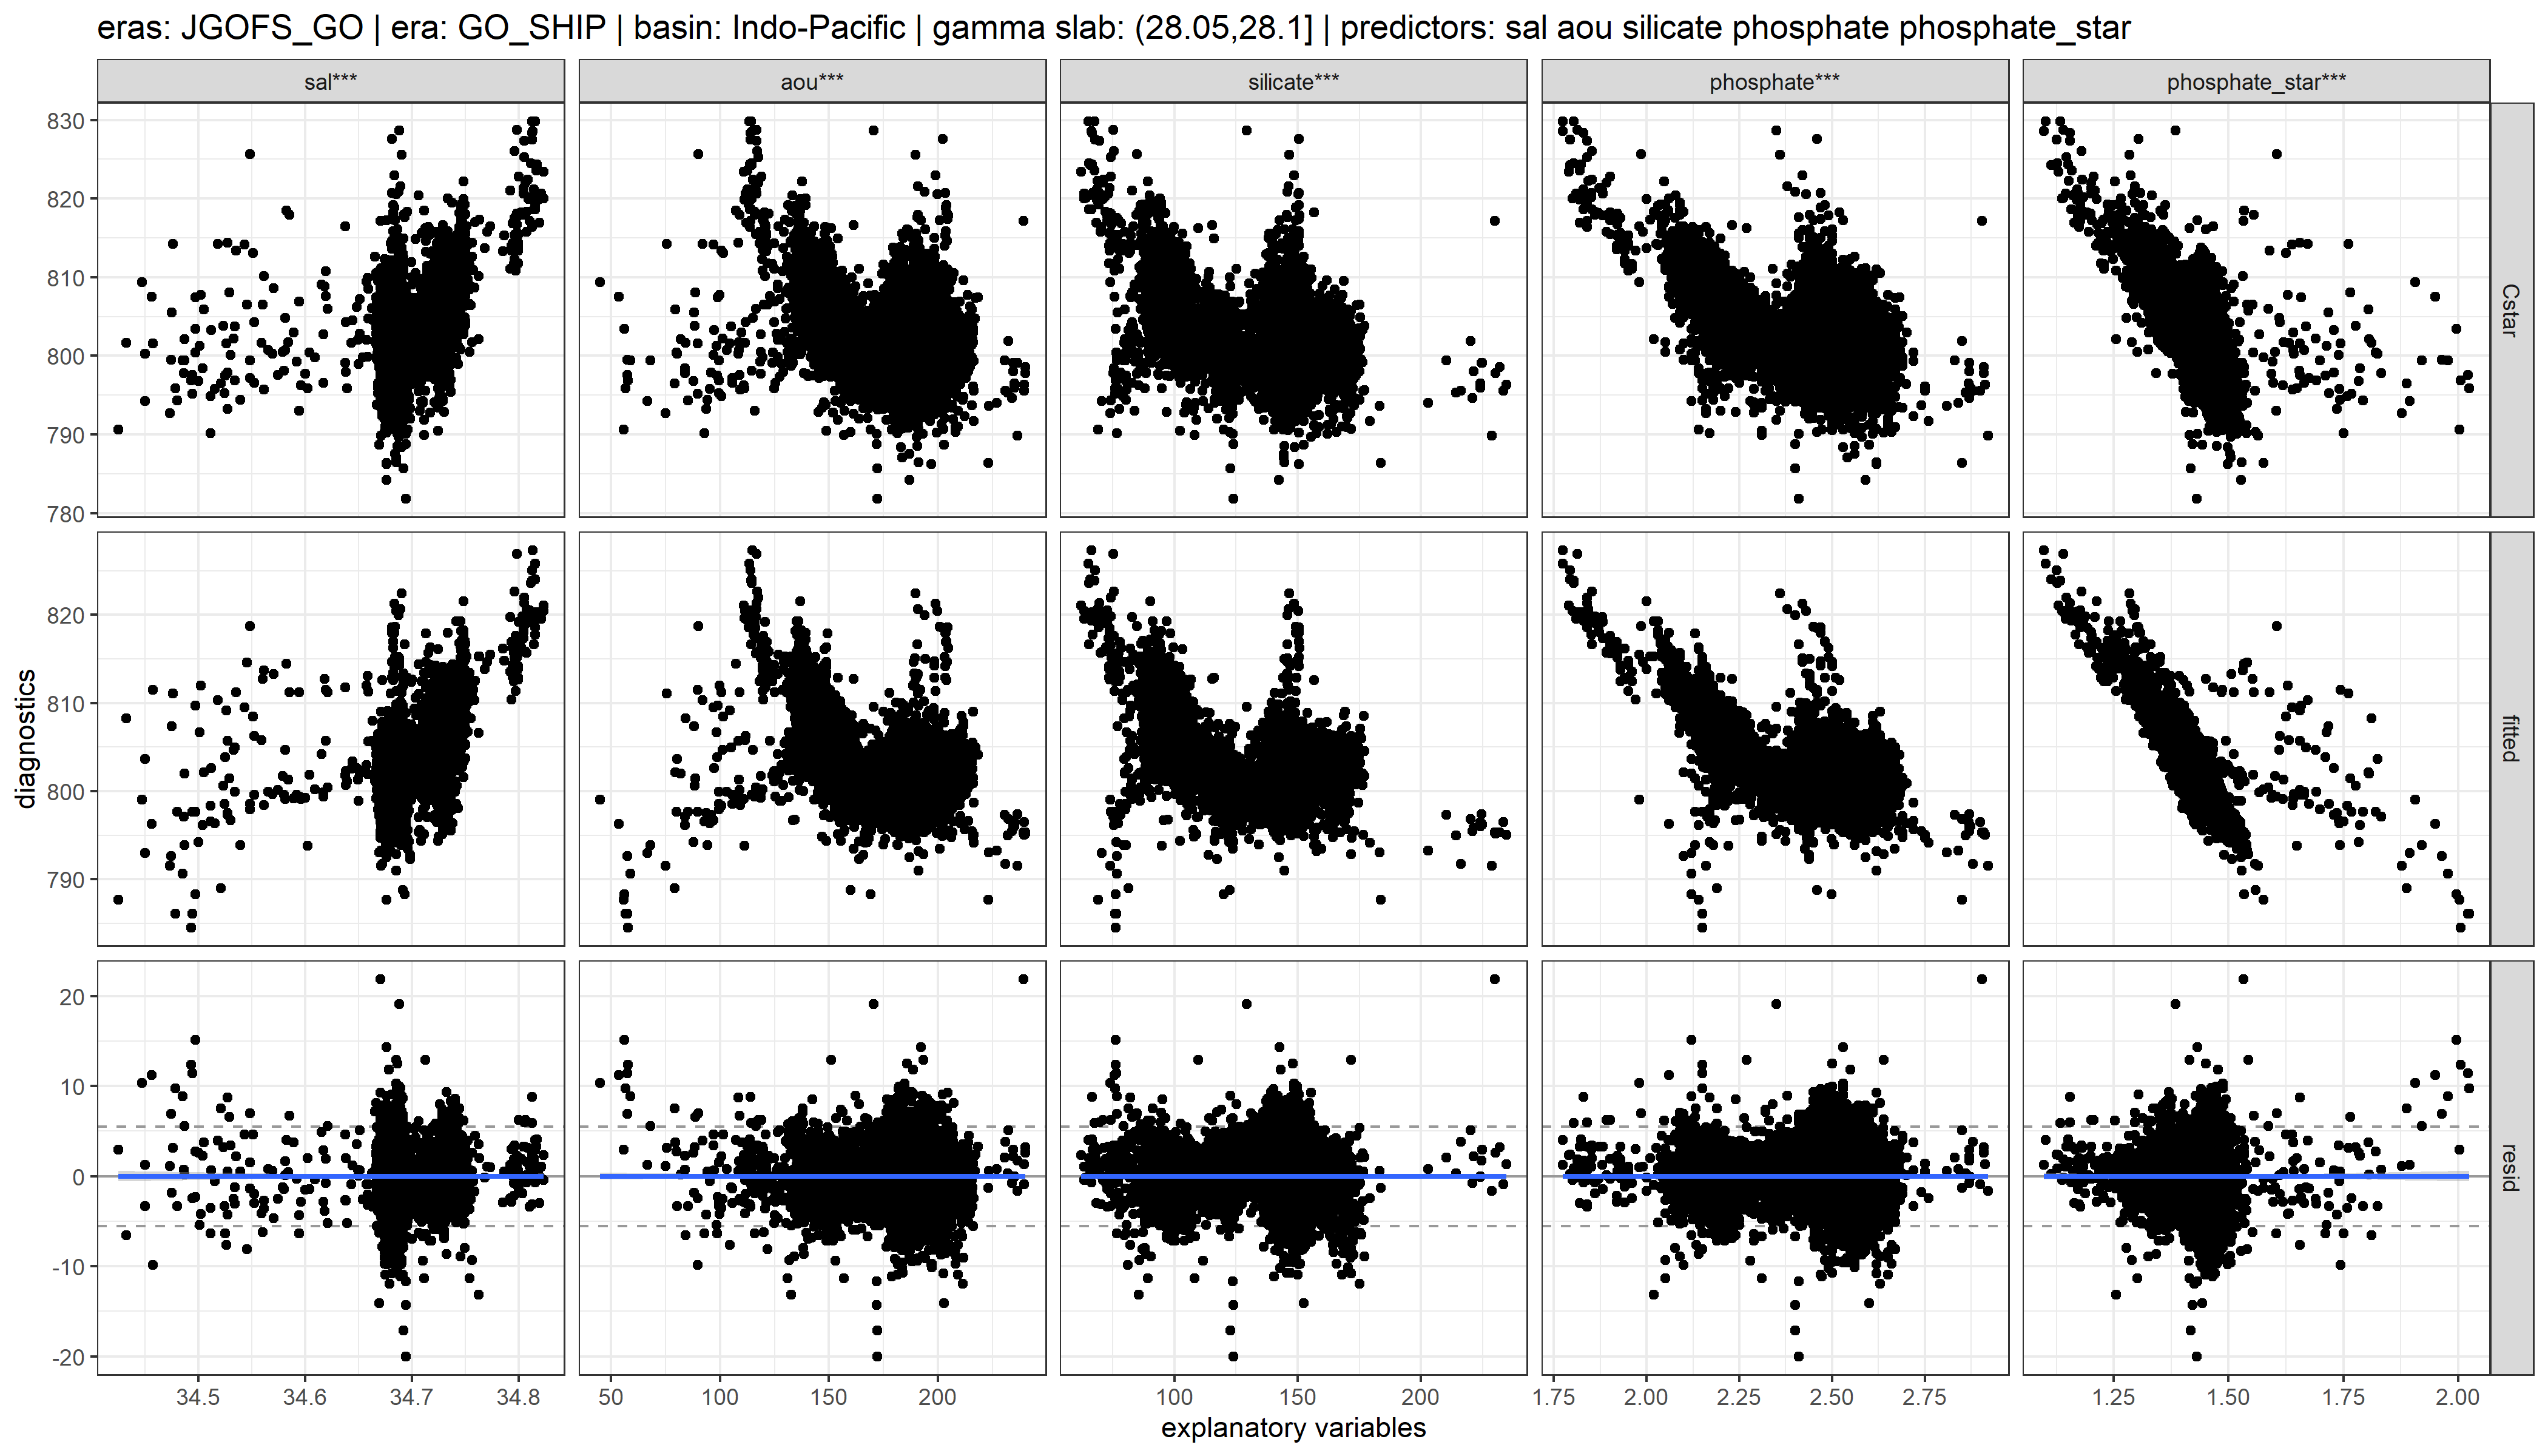 eras: JGOFS_GO | era: GO_SHIP | basin: Indo-Pacific | gamma slab: (28.05,28.1] | predictors: sal aou silicate phosphate phosphate_star
sal*** aou*** silicate*** phosphate*** phosphate_star***
830
820
810
800
790
780
Cstar
820
810
800
790
fitted
diagnostics
20
10
0
-10
-20
resid
34.5 34.6 34.7 34.8 50 100 150 200 100 150 200 1.75 2.00 2.25 2.50 2.75 1.25 1.50 1.75 2.00
explanatory variables